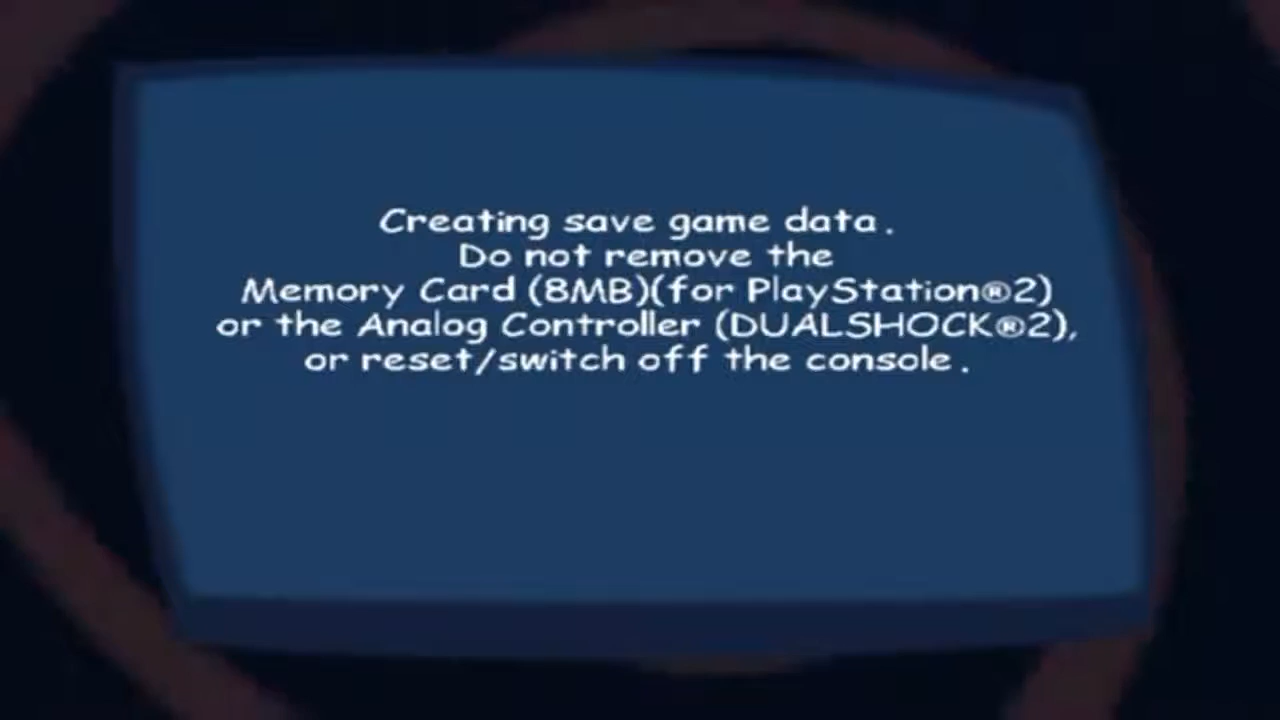 Creating save game data.
Do not remove the
Memory Card (8MB)(for PlayStation®2)
or the Analog Controller (DUALSHOCK®2),
or reset/switch off the console.